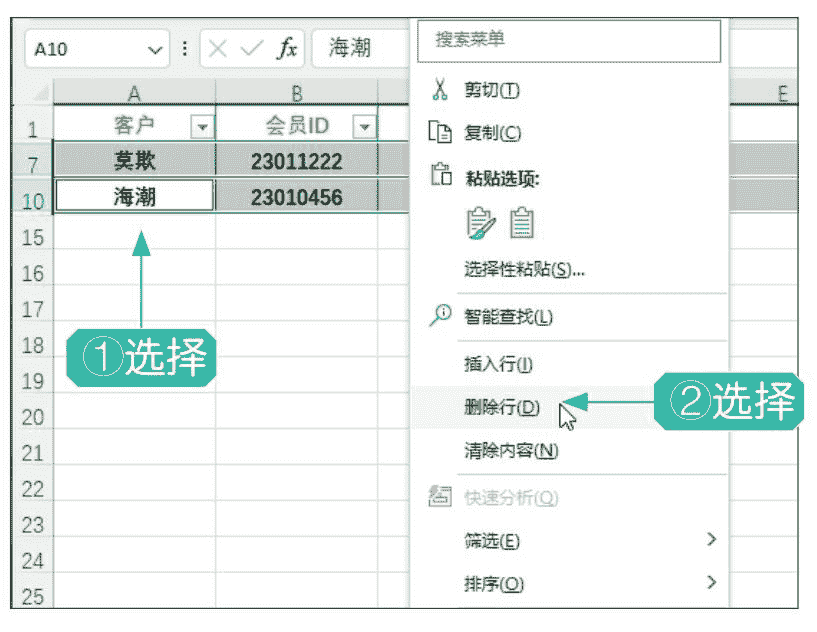 A10
fx
海潮
搜索菜单
A B E
1 客户 会员ID
7 莫欺 23011222
10 海潮 23010456
15
16
17
18
19
20
21
22
23
24
25
①选择
剪切(T)
复制(C)
粘贴选项:
选择性粘贴(S)...
智能查找(L)
插入行(I)
删除行(D)
②选择
清除内容(N)
快速分析(Q)
筛选(E)
排序(O)